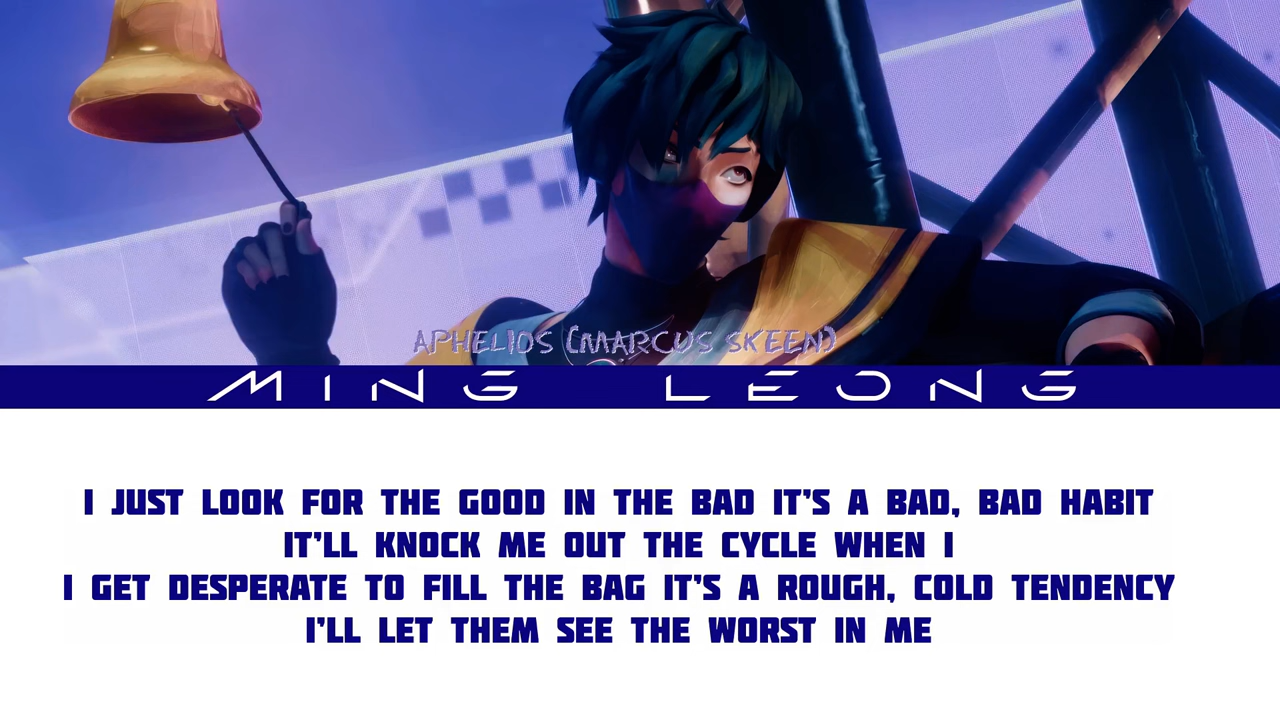 APHELIOS (MARCUS SKEEN)
MING LEONG
I JUST LOOK FOR THE GOOD IN THE BAD IT'S A BAD, BAD HABIT
IT'LL KNOCK ME OUT THE CYCLE WHEN I
I GET DESPERATE TO FILL THE BAG IT'S A ROUGH, COLD TENDENCY
I'LL LET THEM SEE THE WORST IN ME